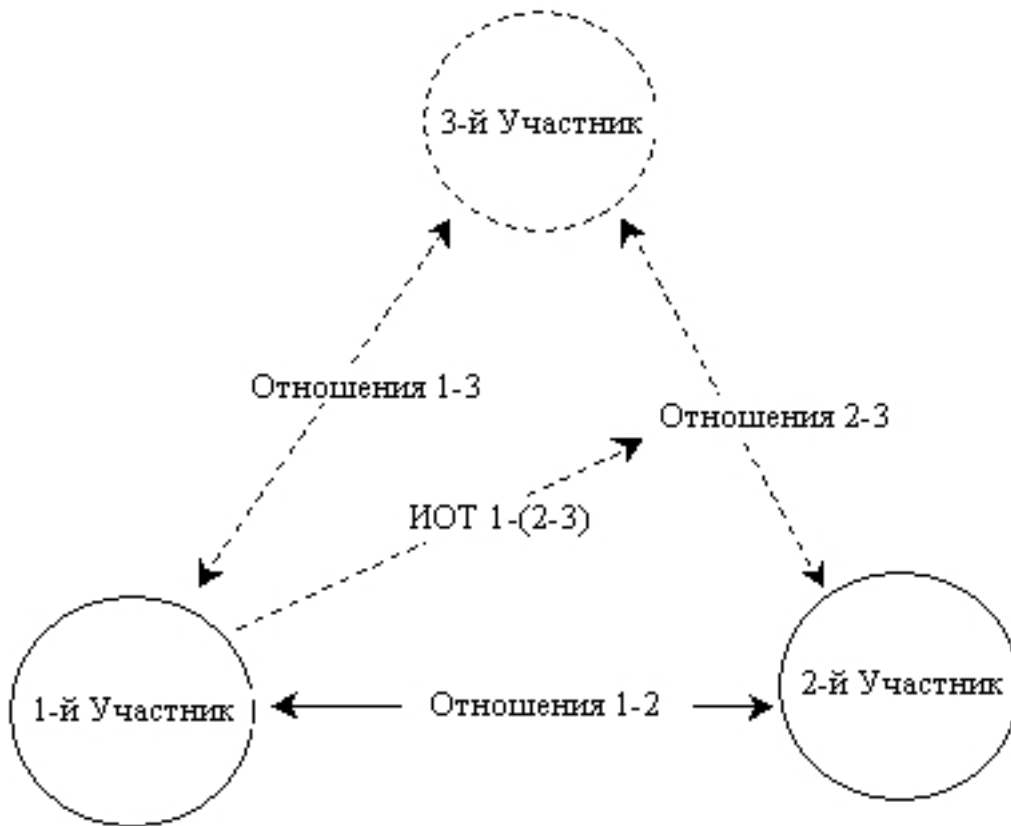 3-й Участник
Отношения 1-3
Отношения 2-3
ИОТ 1-(2-3)
1-й Участник
Отношения 1-2
2-й Участник